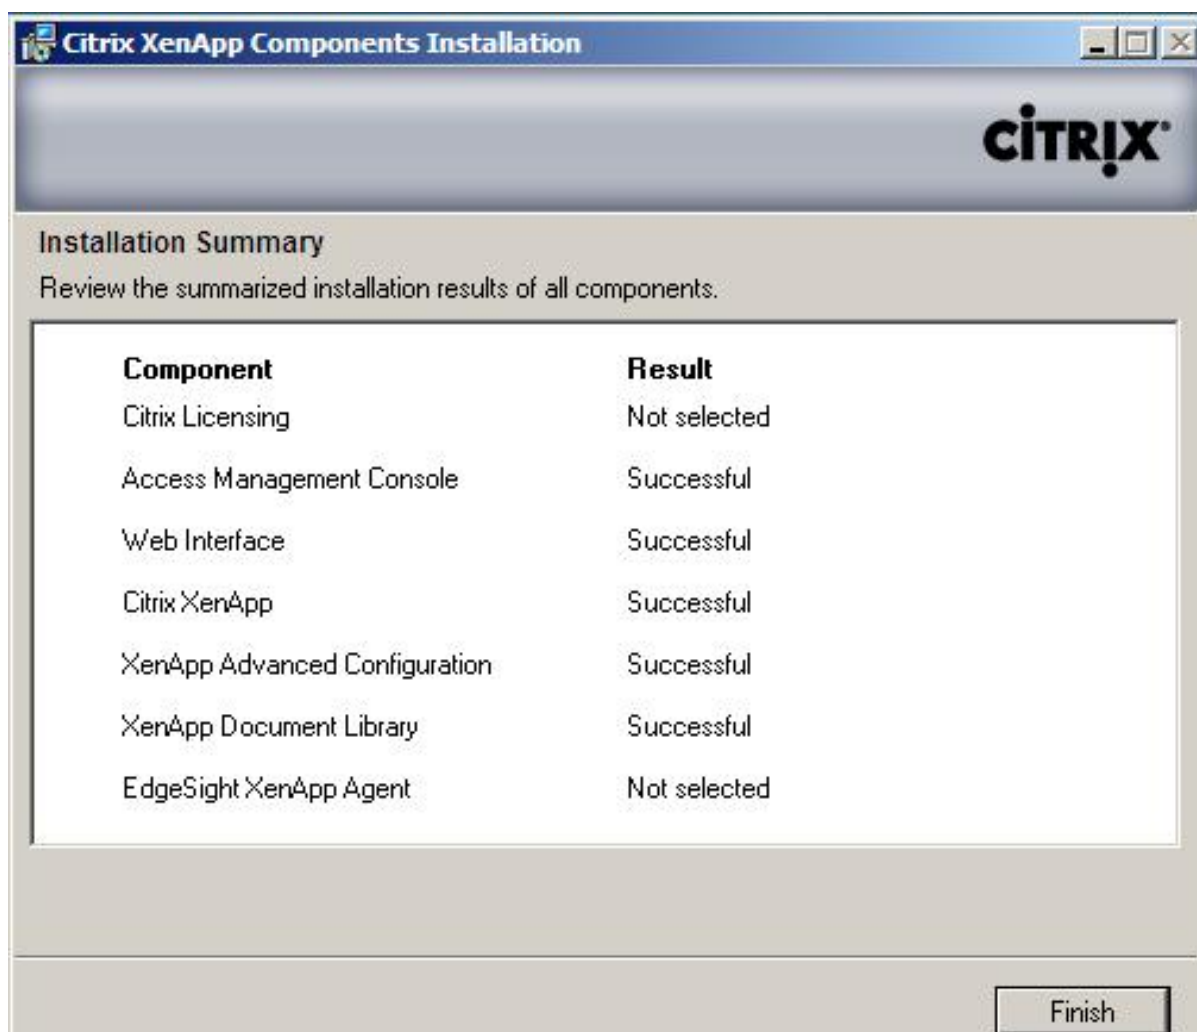 Citrix XenApp Components Installation
CITRIX
Installation Summary
Review the summarized installation results of all components.
Component Result
Citrix Licensing Not selected
Access Management Console Successful
Web Interface Successful
Citrix XenApp Successful
XenApp Advanced Configuration Successful
XenApp Document Library Successful
EdgeSight XenApp Agent Not selected
Finish